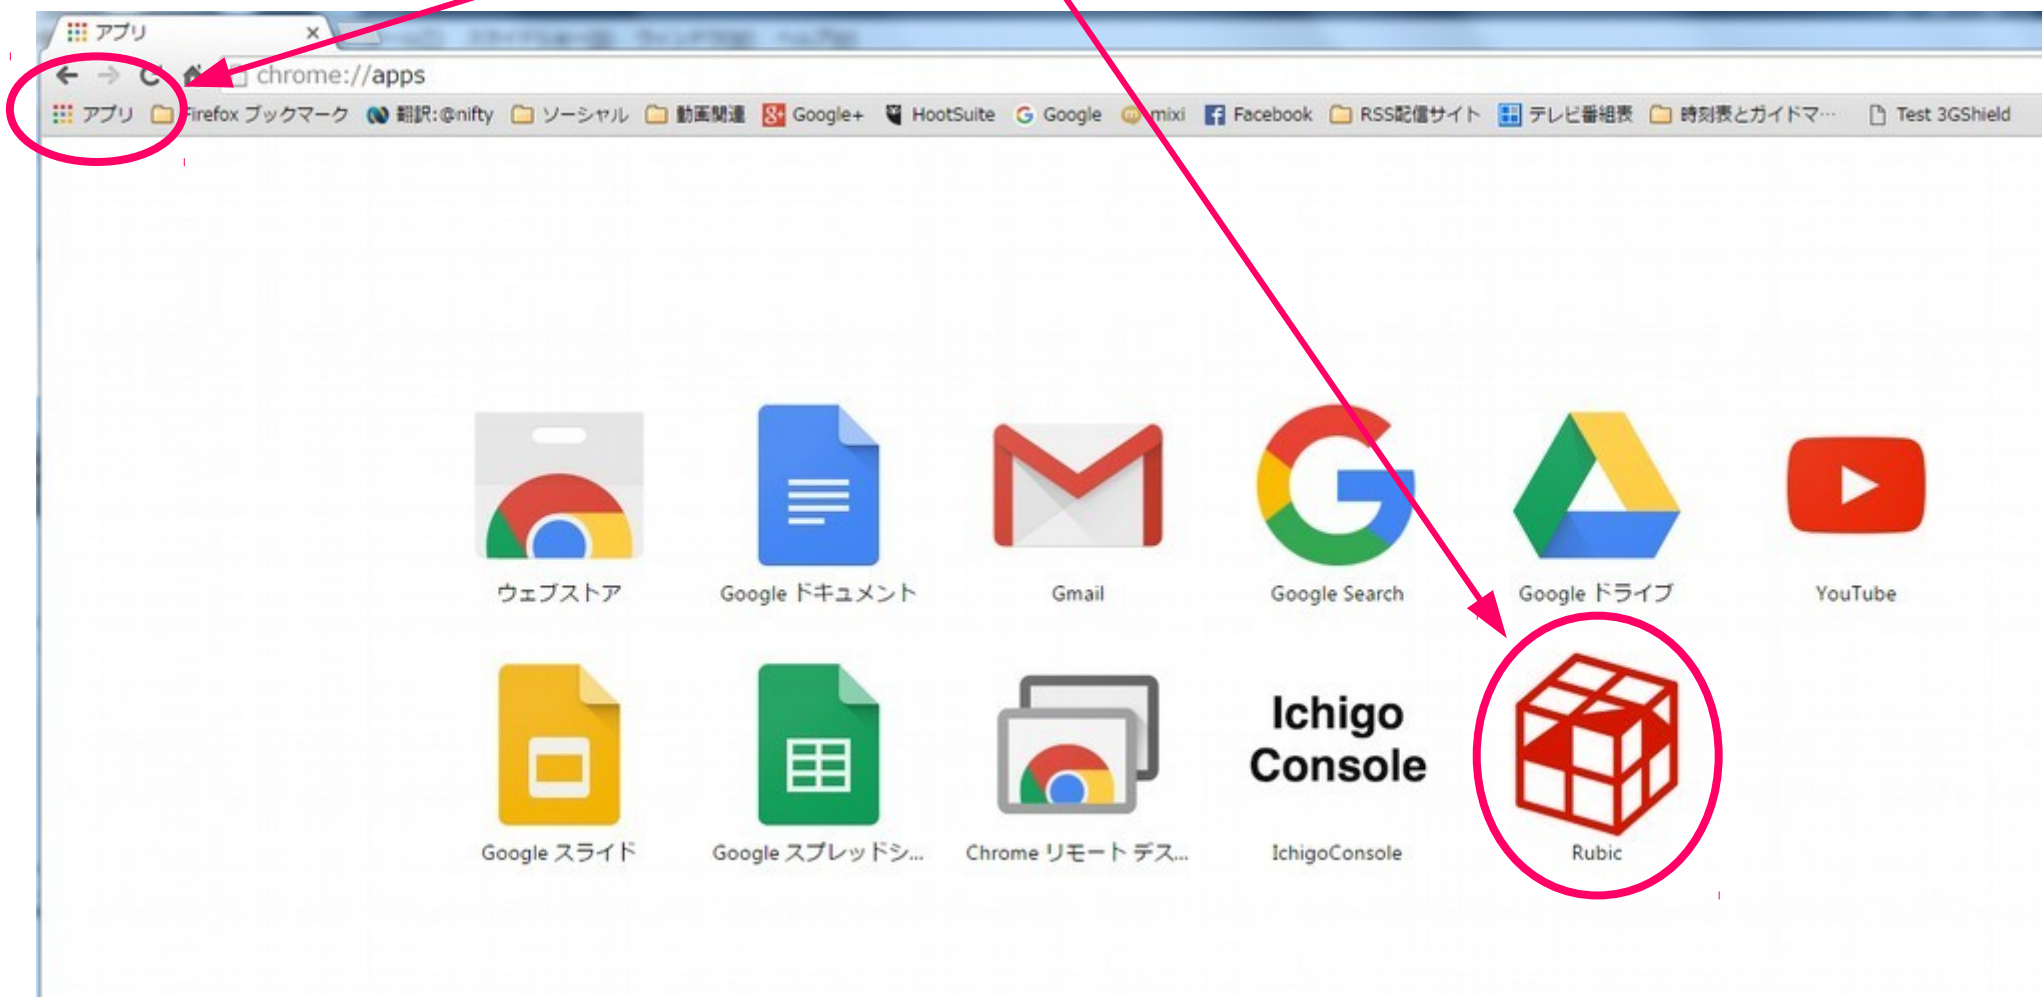 アプリ
chrome://apps
アプリ Firefox ブックマーク 翻訳:@nifty ソーシャル 動画関連 Google+ HootSuite Google mixi Facebook RSS配信サイト テレビ番組表 時刻表とガイドマ… Test 3GShield
ウェブストア Google ドキュメント Gmail Google Search Google ドライブ YouTube
Ichigo
Console
Google スライド Google スプレッドシ... Chrome リモート デス... IchigoConsole Rubic